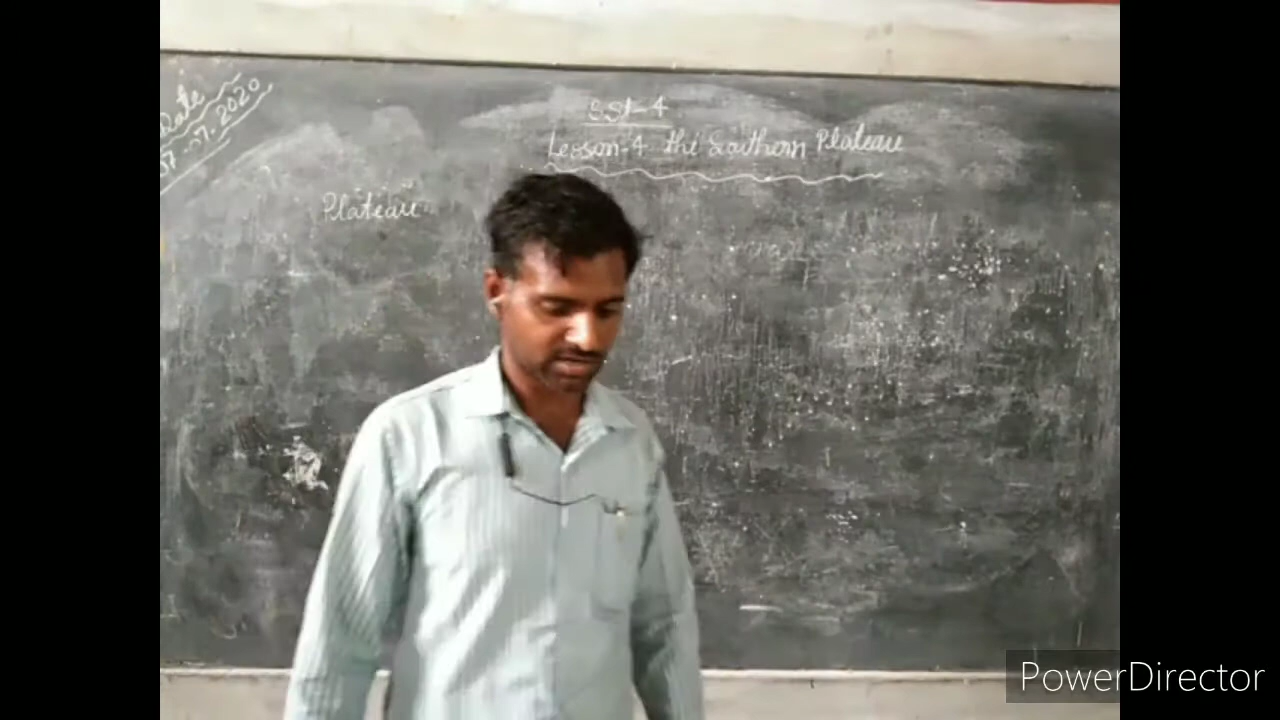 Date
07.07.2020
SSt-4
Lesson-4 the Southern Plateau
Plateau
PowerDirector